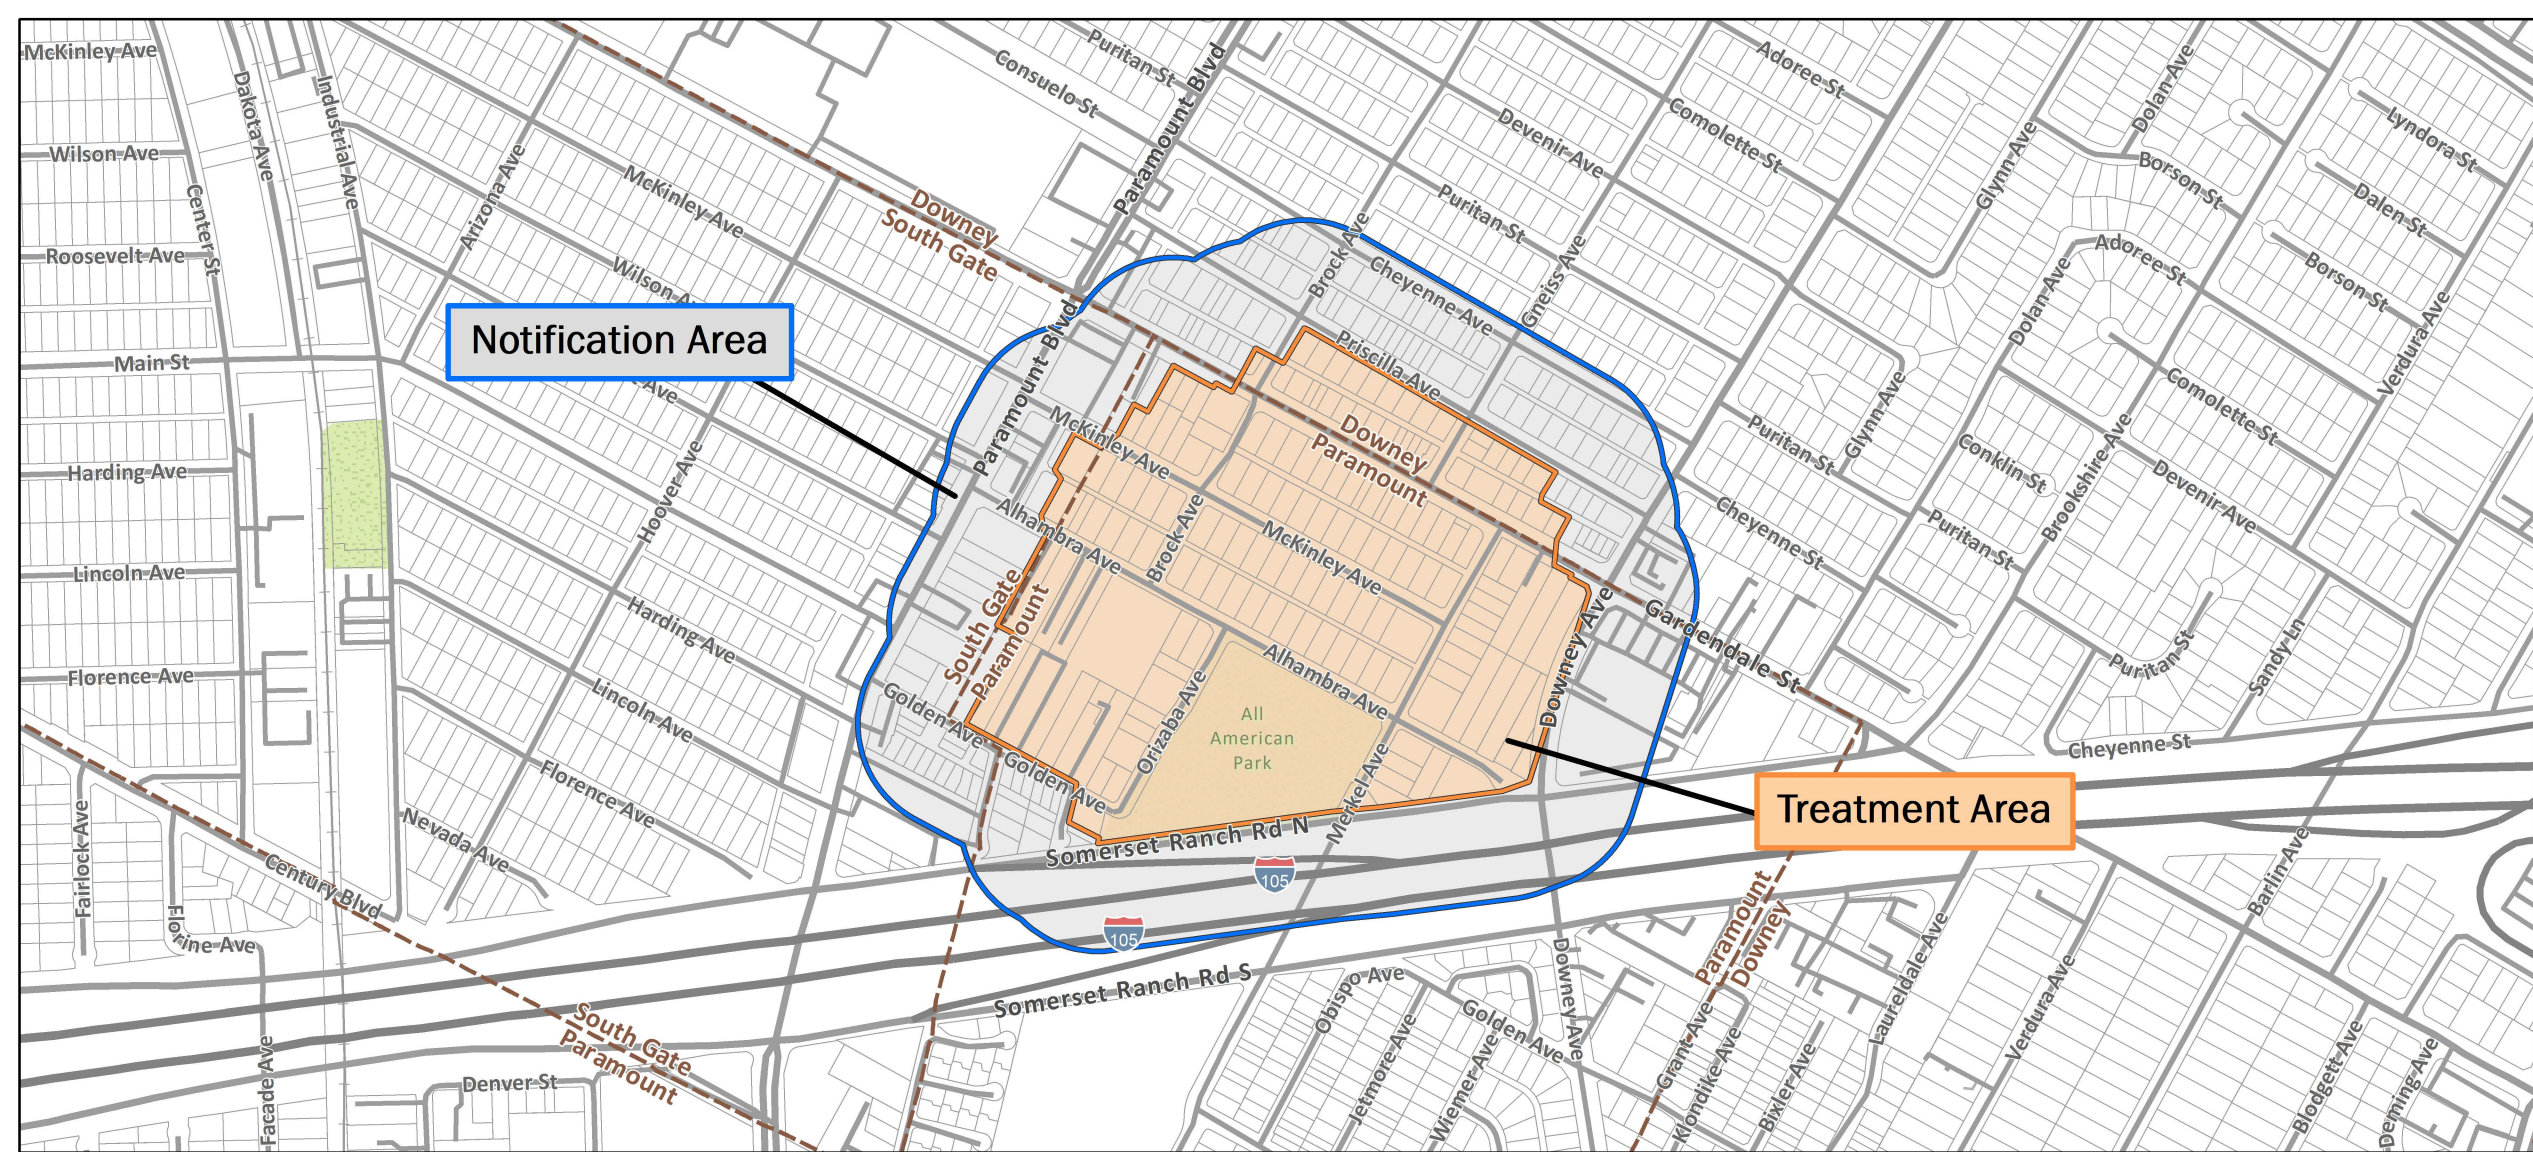 McKinley Ave
Dakota Ave
Industrial Ave
Wilson Ave
Center St
Roosevelt Ave
Main St
Harding Ave
Lincoln Ave
Florence Ave
Arizona Ave
McKinley Ave
Wilson
Ave
Hoover Ave
Harding Ave
Lincoln Ave
Florence Ave
Nevada Ave
Notification Area
Consuelo St
Puritan St
Paramount Blvd
Downey
South Gate
Adoree St
Comolette St
Devenir Ave
Puritan St
Dolan Ave
Glynn Ave
Borson St
Lyndora St
Dalen St
Adoree St
Borson St
Dolan Ave
Verdura Ave
Brock Ave
Cheyenne Ave
Gneiss Ave
Paramount Blvd
Priscilla Ave
Downey
Paramount
McKinley Ave
Alhambra Ave
Brock Ave
McKinley Ave
South Gate
Paramount
Golden Ave
Golden Ave
Orizaba Ave
Alhambra Ave
All
American
Park
Merkel Ave
Downey Ave
Gardendale St
Puritan St
Glynn Ave
Cheyenne St
Conklin St
Puritan St
Brookshire Ave
Comolette St
Devenir Ave
Puritan St
Sandy Ln
Cheyenne St
Treatment Area
Somerset Ranch Rd N
105
105
Somerset Ranch Rd S
Fairlock Ave
Florine Ave
Century Blvd
Facade Ave
South Gate
Paramount
Denver St
Obispo Ave
Jetmore Ave
Golden Ave
Wiemer Ave
Downey Ave
Paramount
Downey
Grant Ave
Klondike Ave
Bixler Ave
Laureldale Ave
Verdura Ave
Barlin Ave
Blodgett Ave
Deming Ave